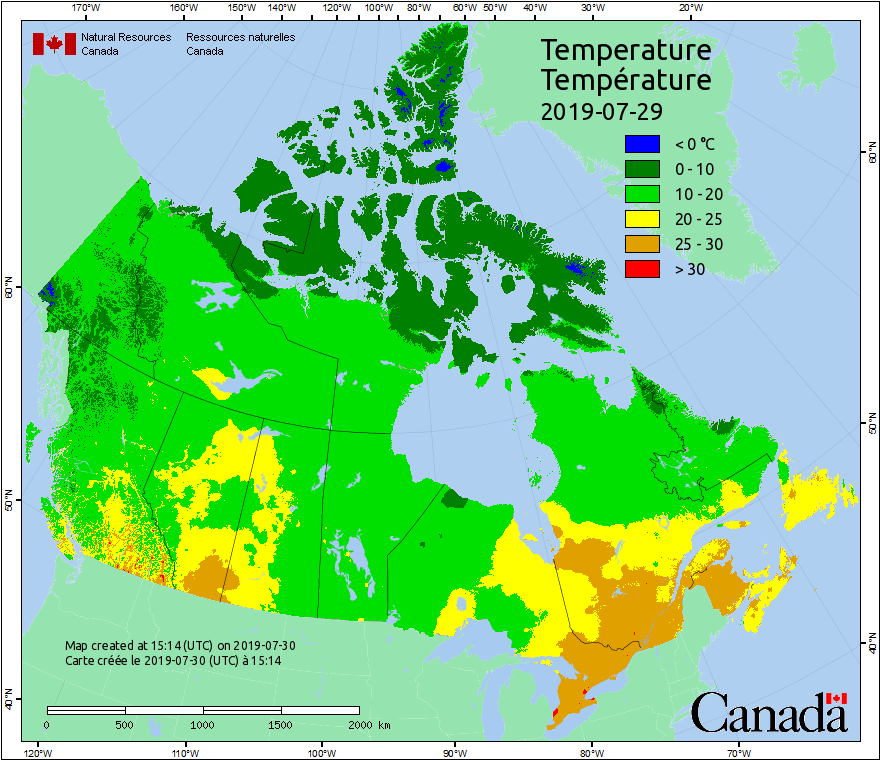 170°W 160°W 150°W 140°W 130°W 120°W 110°W 100°W 90°W 80°W 70°W 60°W 50°W 40°W 30°W 20°W
Natural Resources Ressources naturelles
Canada Canada
Temperature
Température
2019-07-29
< 0 °C
0 - 10
10 - 20
20 - 25
25 - 30
> 30
60°N
60°N
50°N
50°N
40°N
40°N
Map created at 15:14 (UTC) on 2019-07-30
Carte créée le 2019-07-30 (UTC) à 15:14
0 500 1000 1500 2000 km
Canada
120°W 110°W 100°W 90°W 80°W 70°W